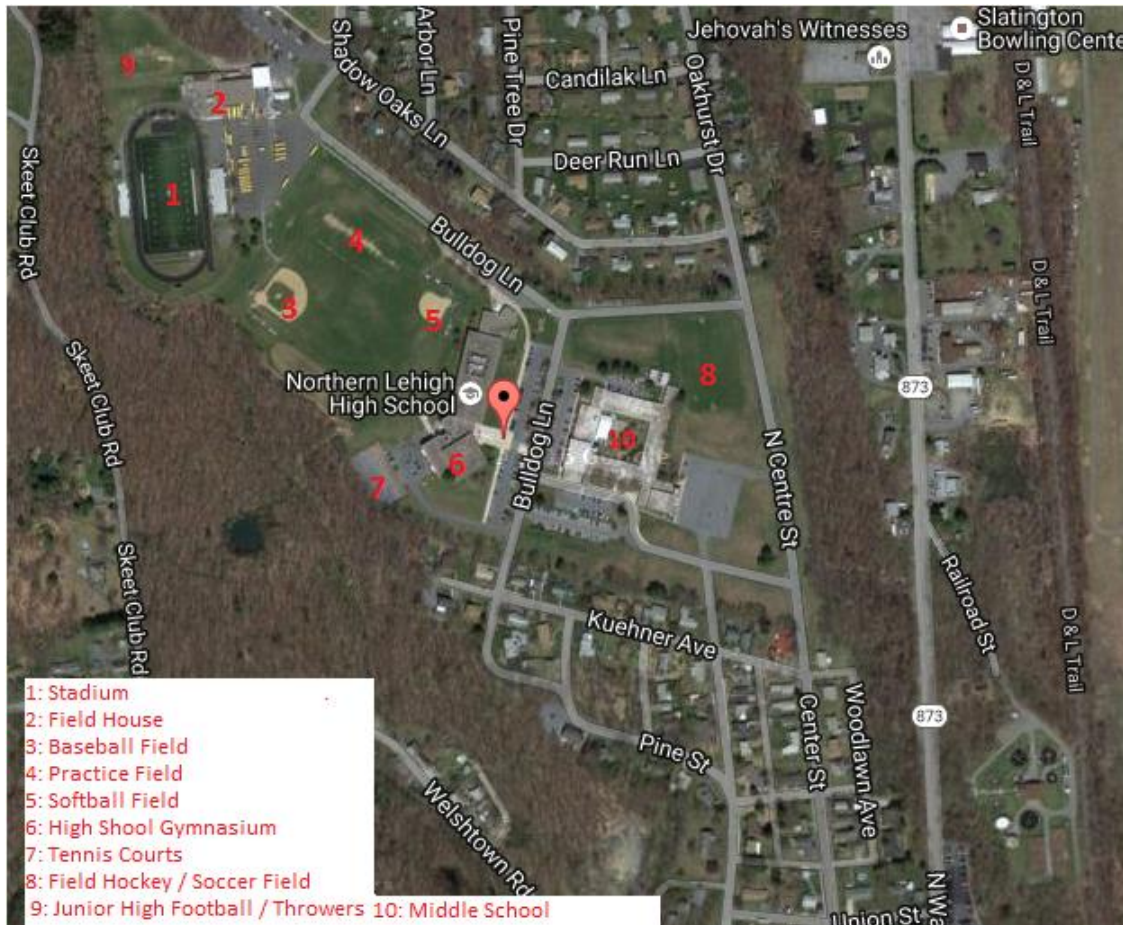 Jehovah's Witnesses
Slatington
Bowling Cente
Arbor Ln
Pine Tree Dr
Shadow Oaks Ln
Candilak Ln
Oakhurst Dr
Deer Run Ln
D & L Trail
9
2
1
4
3
5
Skeet Club Rd
Bulldog Ln
D & L Trail
Northern Lehigh
High School
8
873
Skeet Club Rd
6
7
10
Bulldog Ln
N Centre St
Skeet Club Rd
Railroad St
D & L Trail
Kuehner Ave
Center St
Woodlawn Ave
873
Pine St
Welshtown Rd
Union St
N Wa
1: Stadium
2: Field House
3: Baseball Field
4: Practice Field
5: Softball Field
6: High Shool Gymnasium
7: Tennis Courts
8: Field Hockey / Soccer Field
9: Junior High Football / Throwers 10: Middle School